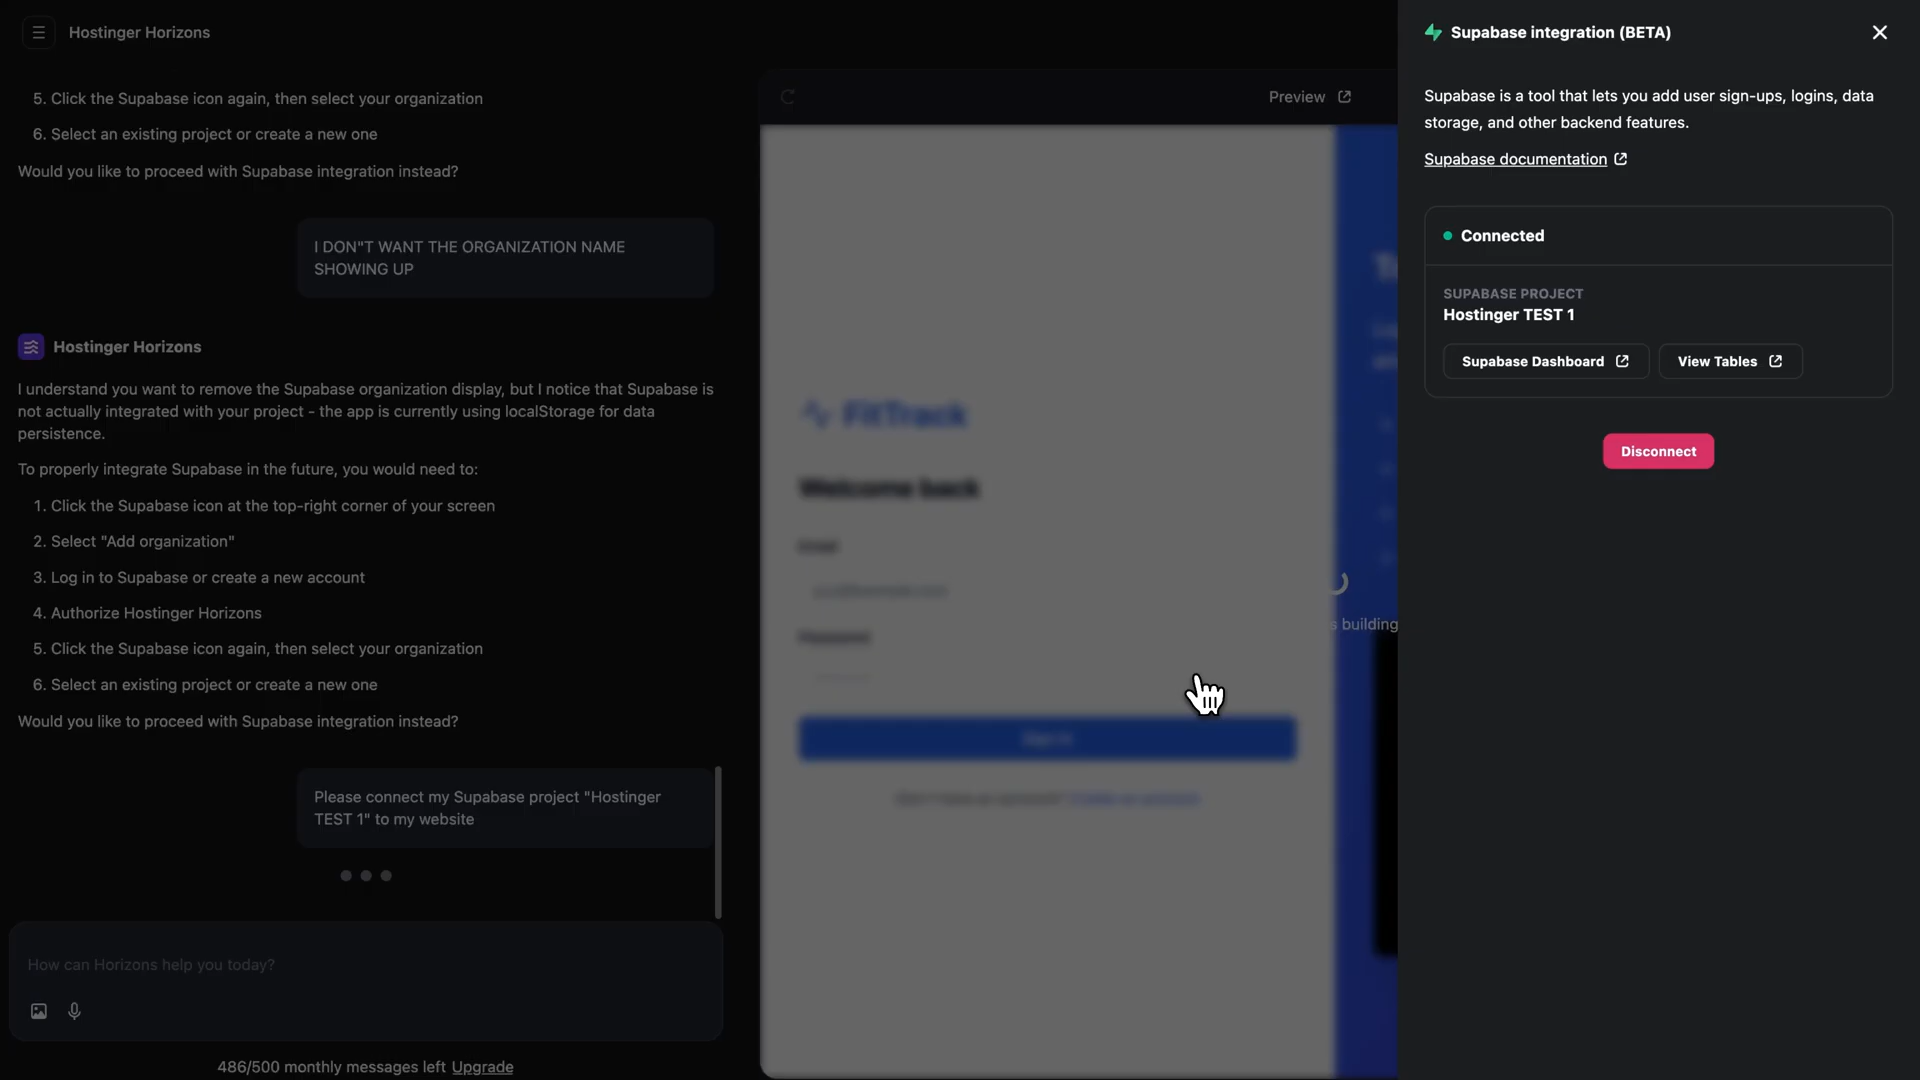 Hostinger Horizons
5. Click the Supabase icon again, then select your organization
6. Select an existing project or create a new one
Would you like to proceed with Supabase integration instead?
I DON"T WANT THE ORGANIZATION NAME
SHOWING UP
Hostinger Horizons
I understand you want to remove the Supabase organization display, but I notice that Supabase is
not actually integrated with your project - the app is currently using localStorage for data
persistence.
To properly integrate Supabase in the future, you would need to:
1. Click the Supabase icon at the top-right corner of your screen
2. Select "Add organization"
3. Log in to Supabase or create a new account
4. Authorize Hostinger Horizons
5. Click the Supabase icon again, then select your organization
6. Select an existing project or create a new one
Would you like to proceed with Supabase integration instead?
Please connect my Supabase project "Hostinger
TEST 1" to my website
How can Horizons help you today?
486/500 monthly messages left Upgrade
Preview
FitTrack
Welcome back
Email
Password
Sign in
s building
Supabase integration (BETA)
Supabase is a tool that lets you add user sign-ups, logins, data
storage, and other backend features.
Supabase documentation
Connected
SUPABASE PROJECT
Hostinger TEST 1
Supabase Dashboard
View Tables
Disconnect